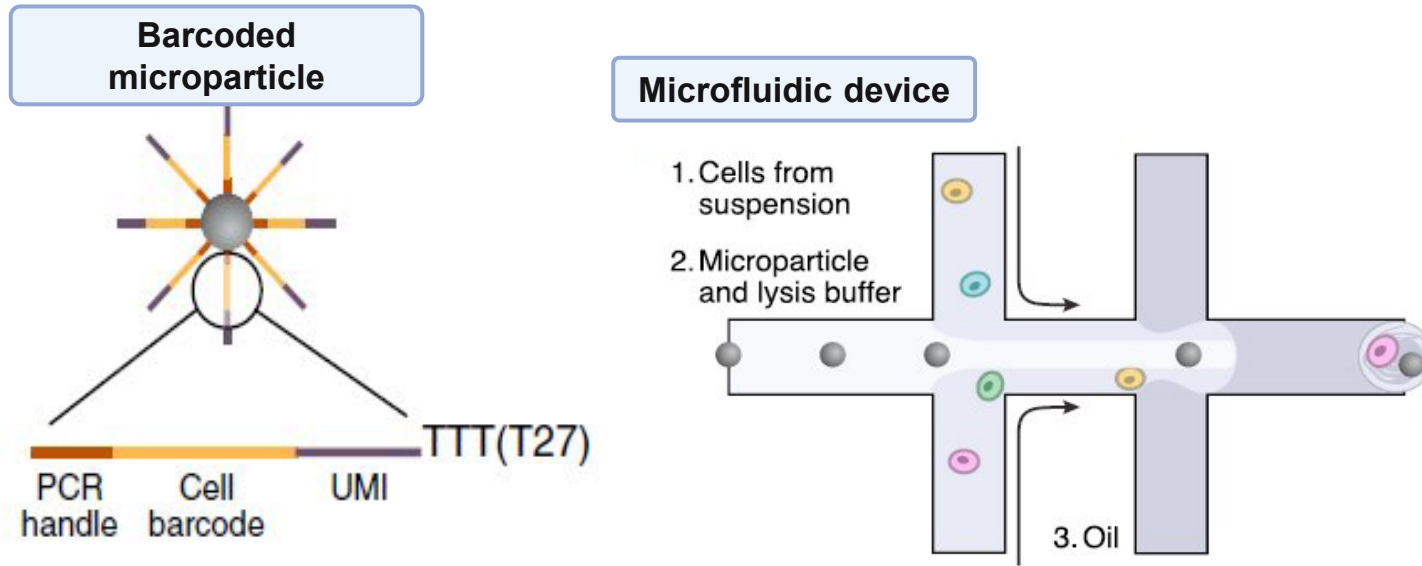 Barcoded
microparticle
Microfluidic device
1. Cells from
suspension
2. Microparticle
and lysis buffer
TTT(T27)
PCR
handle
Cell
barcode
UMI
3. Oil